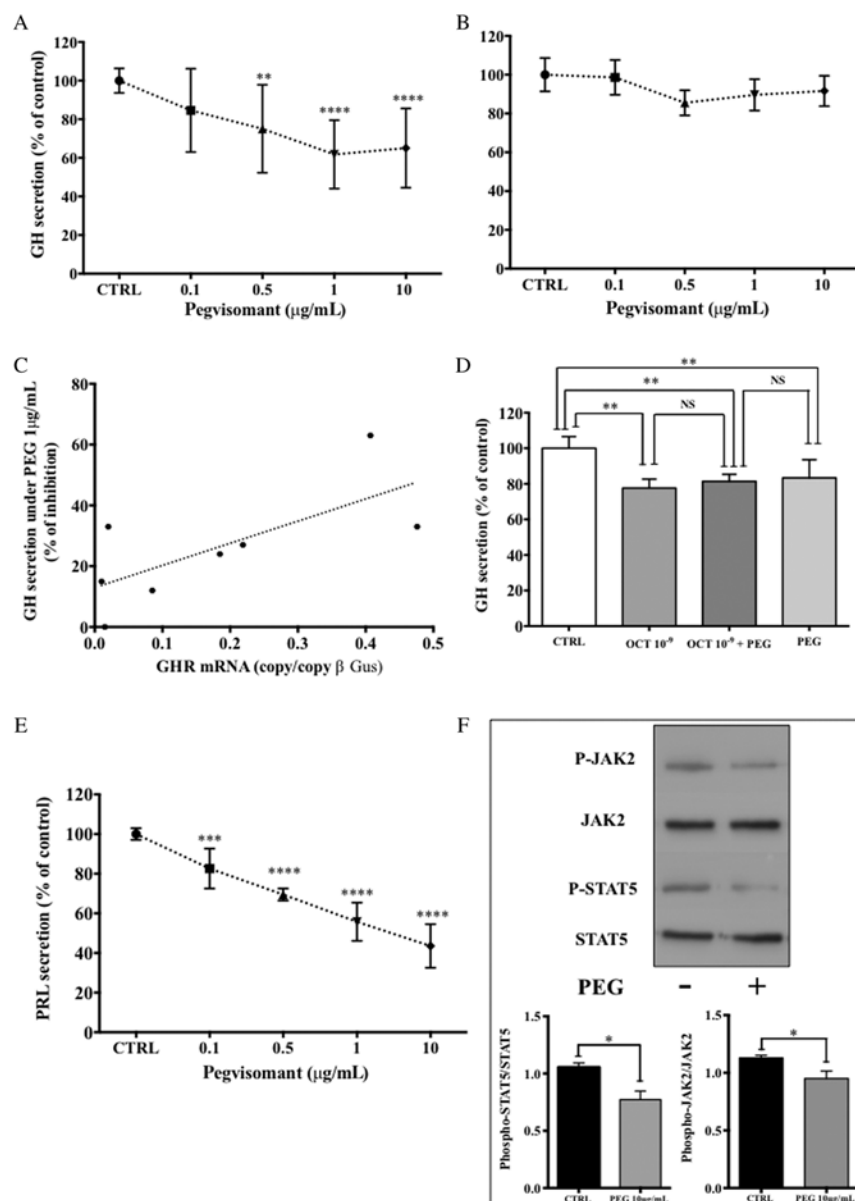 A
GH secretion (% of control)
120
100
80
60
40
20
0
**
****
****
CTRL
0.1
0.5
1
10
Pegvisomant (µg/mL)
B
120
100
80
60
40
20
0
CTRL
0.1
0.5
1
10
Pegvisomant (µg/mL)
C
GH secretion under PEG 1µg/mL
(% of inhibition)
80
60
40
20
0
0.0
0.1
0.2
0.3
0.4
0.5
GHR mRNA (copy/copy β Gus)
D
GH secretion (% of control)
120
100
80
60
40
20
0
**
**
NS
**
NS
CTRL
OCT 10⁻⁹
OCT 10⁻⁹ + PEG
PEG
E
PRL secretion (% of control)
120
100
80
60
40
20
0
***
****
****
****
CTRL
0.1
0.5
1
10
Pegvisomant (µg/mL)
F
P-JAK2
JAK2
P-STAT5
STAT5
PEG - +
Phospho-STAT5/STAT5
1.5
1.0
0.5
0.0
*
CTRL
PEG 10µg/mL
Phospho-JAK2/JAK2
1.5
1.0
0.5
0.0
*
CTRL
PEG 10µg/mL